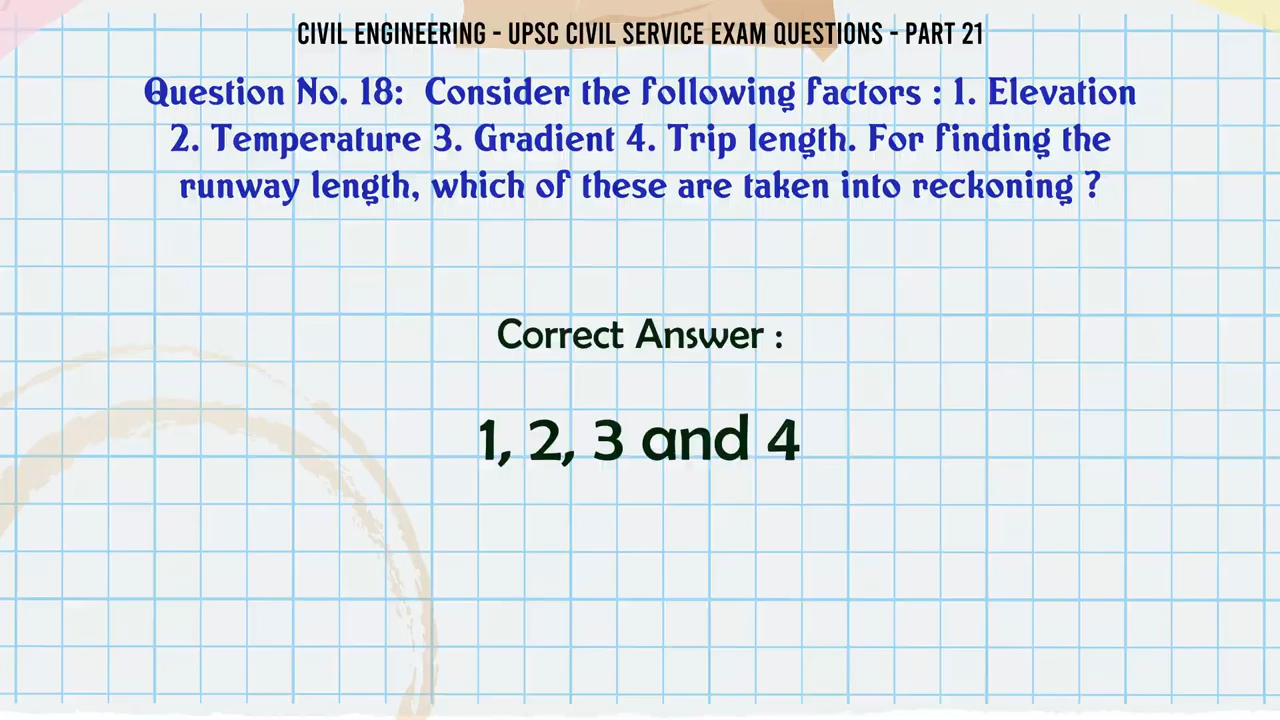 CIVIL ENGINEERING - UPSC CIVIL SERVICE EXAM QUESTIONS - PART 21
Question No. 18:  Consider the following factors : 1. Elevation
2. Temperature 3. Gradient 4. Trip length. For finding the
runway length, which of these are taken into reckoning ?
Correct Answer :
1, 2, 3 and 4